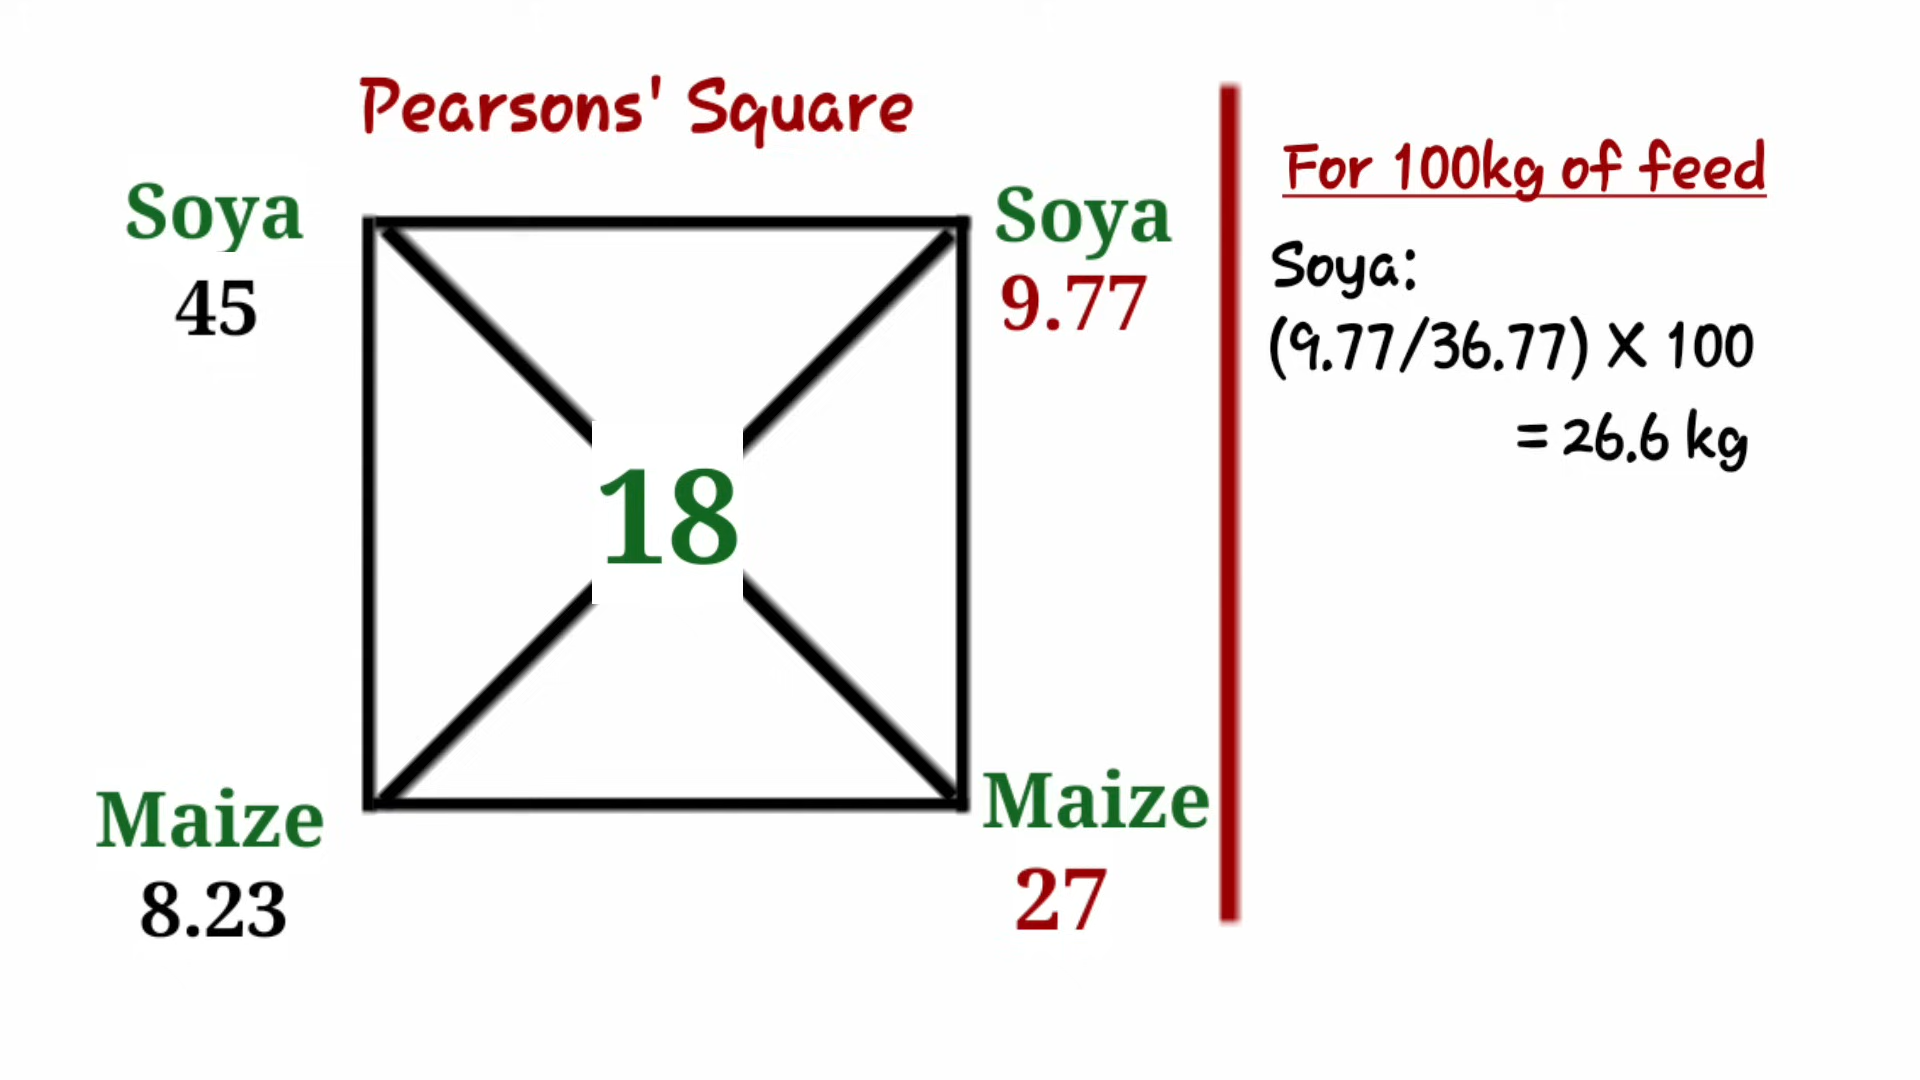 Pearsons' Square
Soya
45
Soya
9.77
18
Maize
8.23
Maize
27
For 100kg of feed
Soya:
(9.77/36.77) X 100
= 26.6 kg